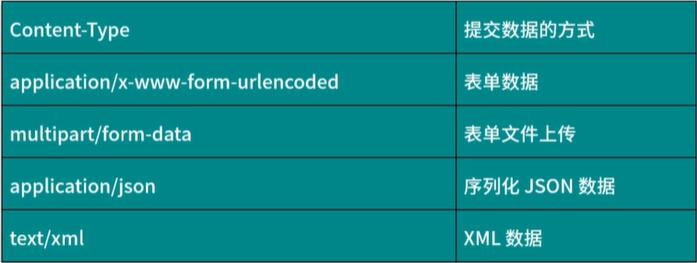 Content-Type 提交数据的方式
application/x-www-form-urlencoded 表单数据
multipart/form-data 表单文件上传
application/json 序列化 JSON 数据
text/xml XML 数据